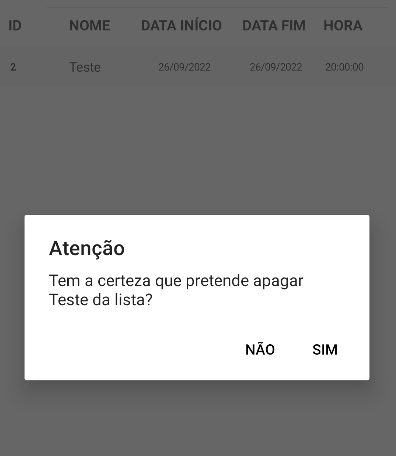 ID NOME DATA INÍCIO DATA FIM HORA
2 Teste 26/09/2022 26/09/2022 20:00:00
Atenção
Tem a certeza que pretende apagar
Teste da lista?
NÃO SIM